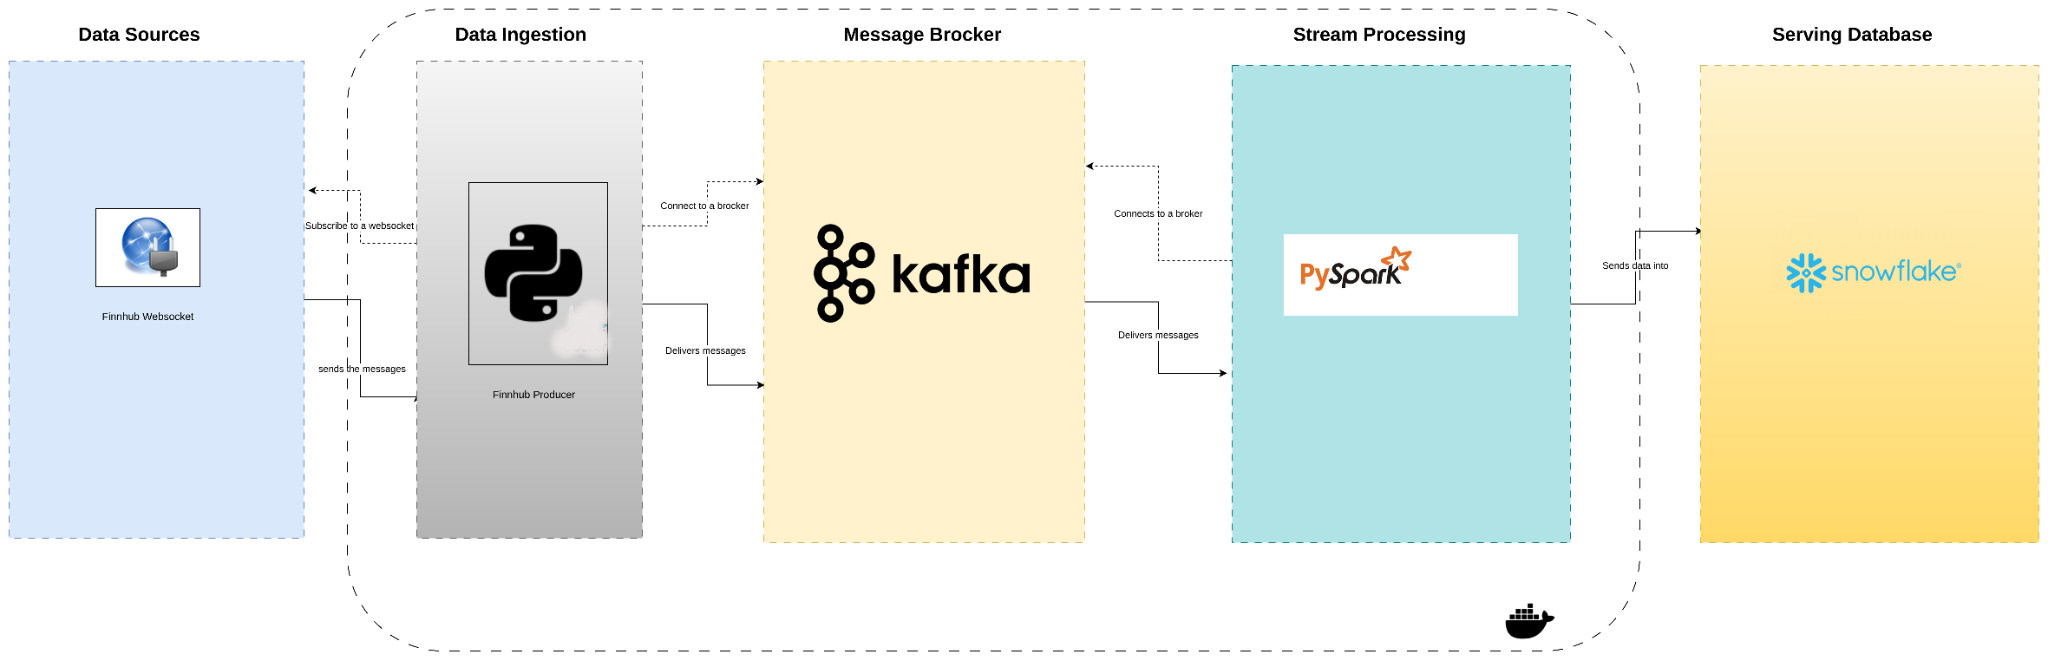 Data Sources
Data Ingestion
Message Brocker
Stream Processing
Serving Database
Subscribe to a websocket
Connect to a brocker
Connects to a broker
kafka
PySpark
Sends data into
snowflake®
Finnhub Websocket
sends the messages
Delivers messages
Delivers messages
Finnhub Producer